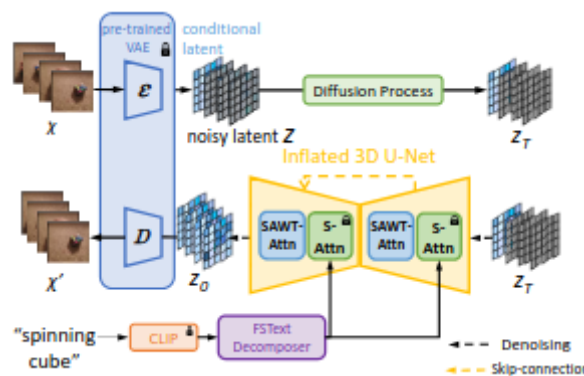 pre-trained
VAE
conditional
latent
ε
Diffusion Process
χ
noisy latent Z
z_T
Inflated 3D U-Net
SAWT-
Attn
S-
Attn
SAWT-
Attn
S-
Attn
D
χ'
z_0
z_T
"spinning
cube"
CLIP
FSText
Decomposer
Denoising
Skip-connection